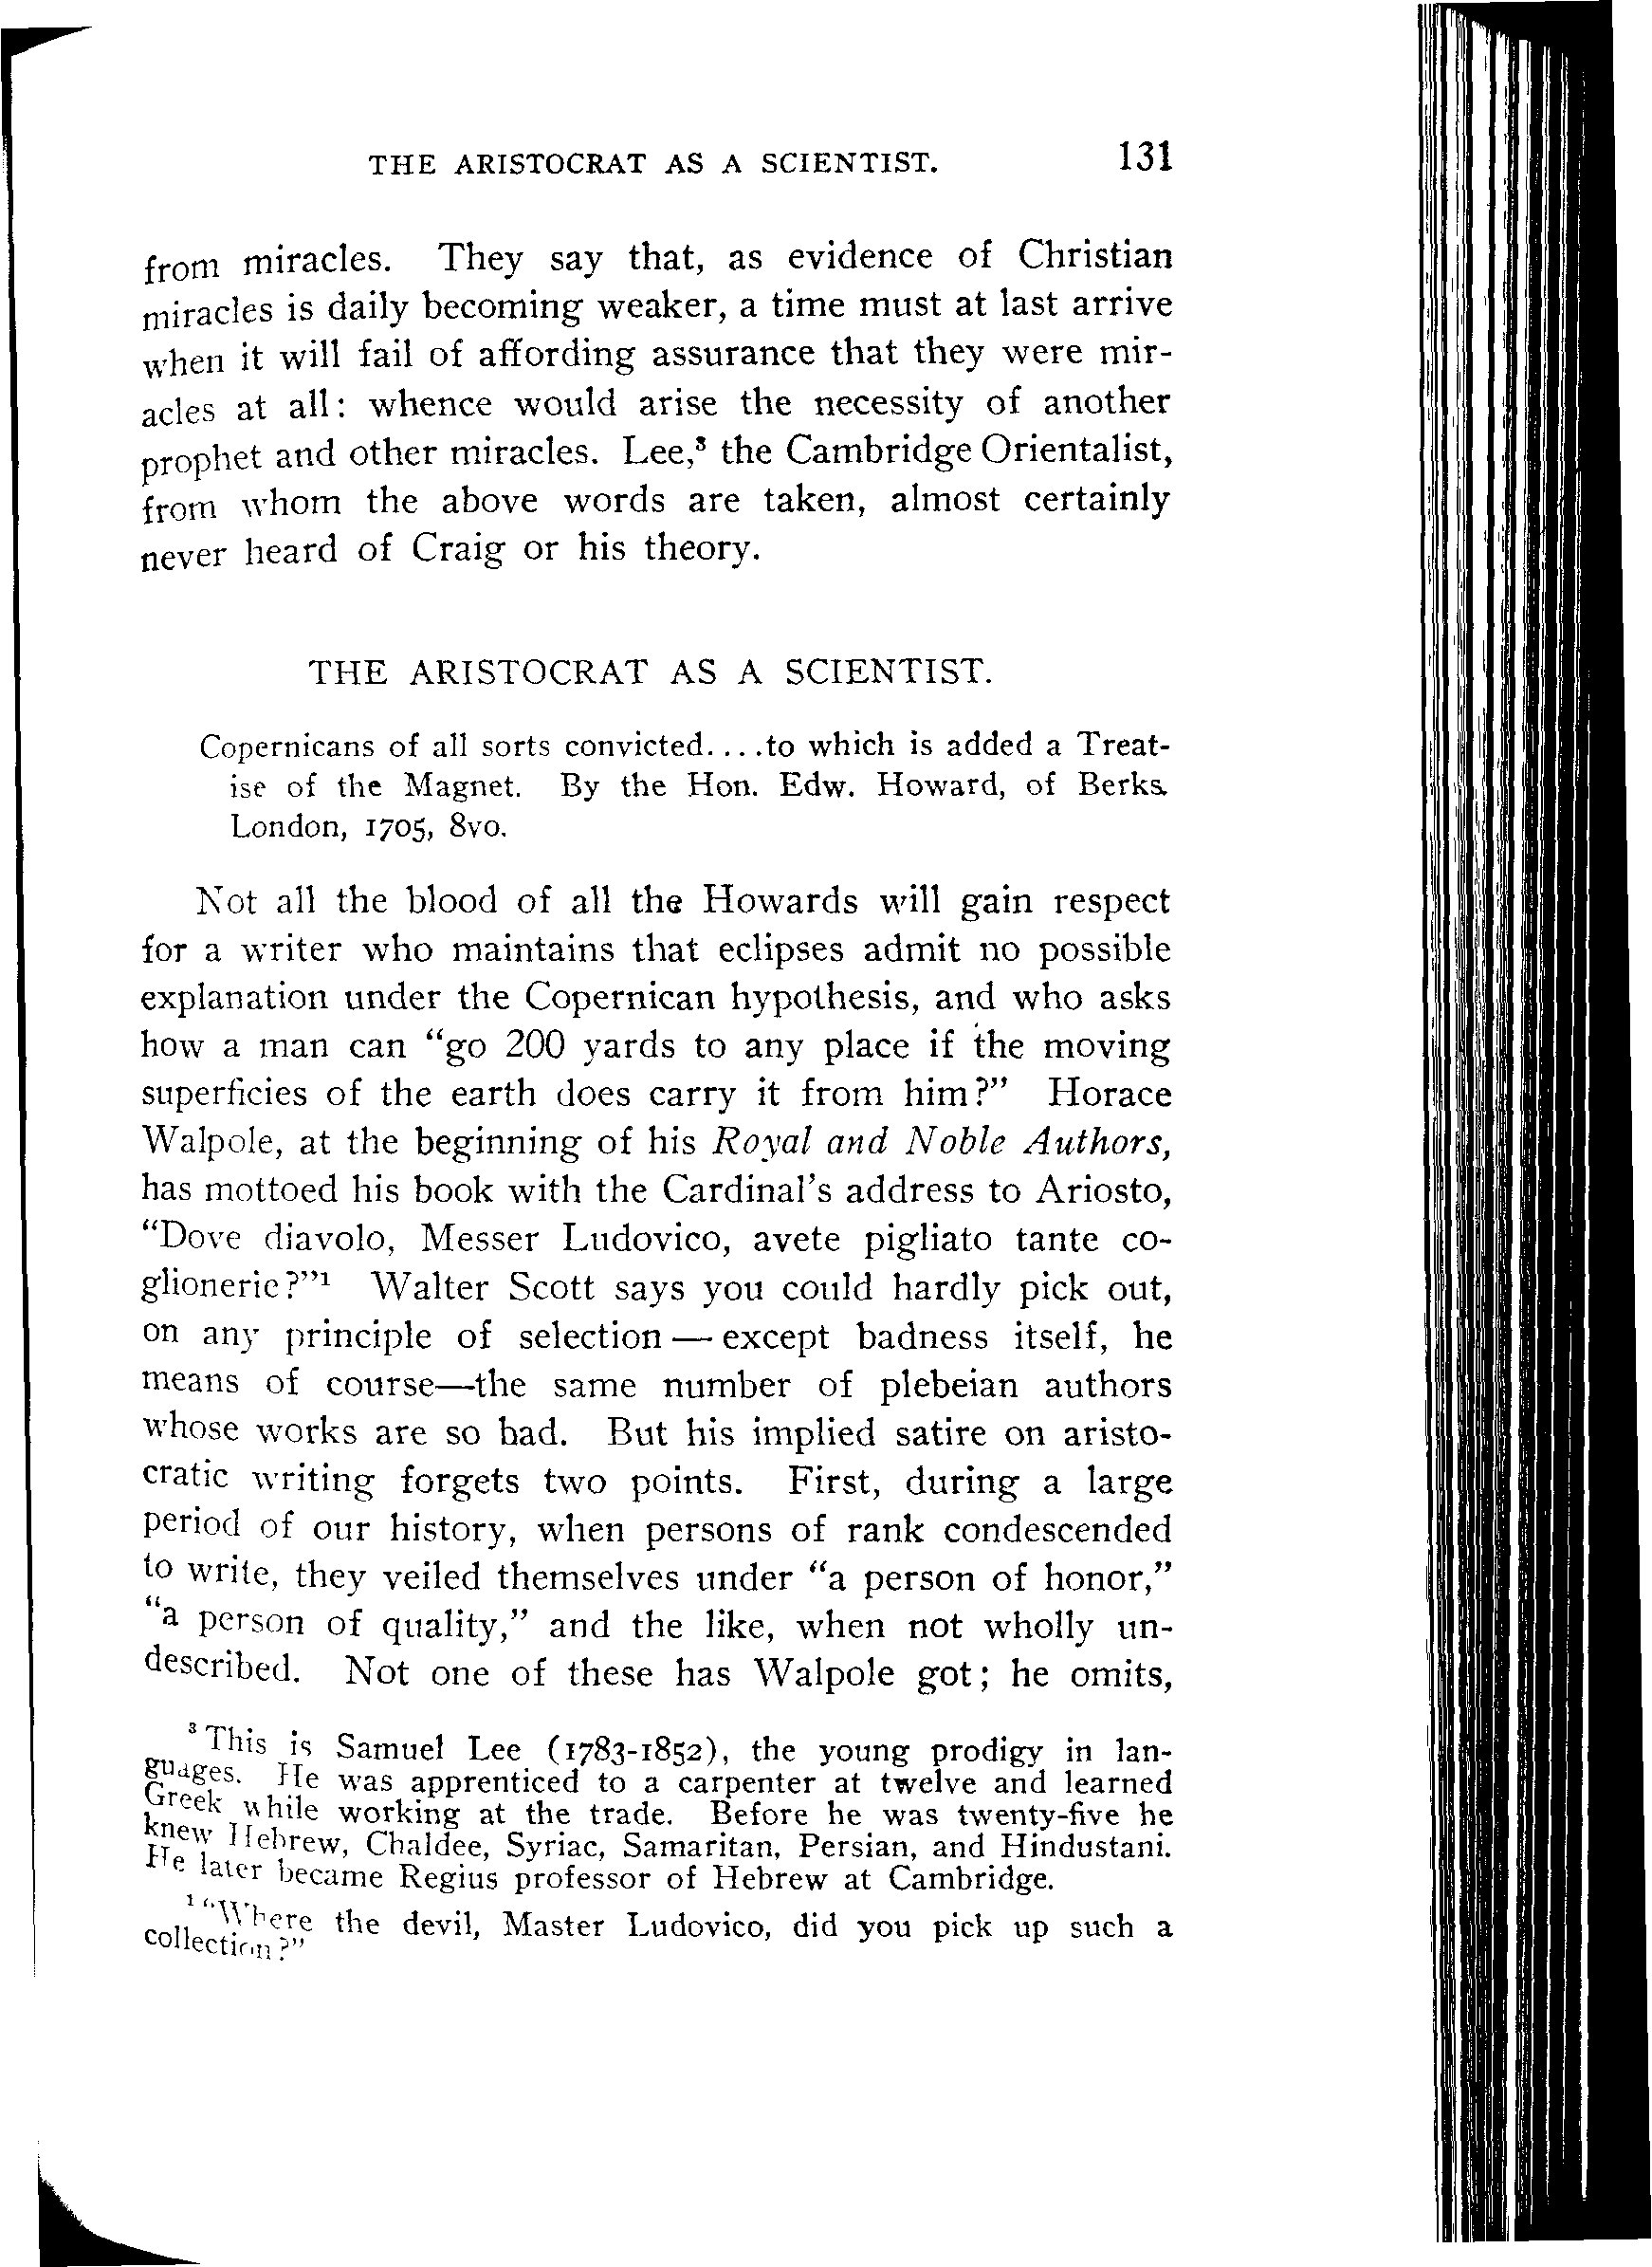 THE ARISTOCRAT AS A SCIENTIST. 131
from miracles. They say that, as evidence of Christian
miracles is daily becoming weaker, a time must at last arrive
when it will fail of affording assurance that they were mir-
acles at all: whence would arise the necessity of another
prophet and other miracles. Lee,³ the Cambridge Orientalist,
from whom the above words are taken, almost certainly
never heard of Craig or his theory.
THE ARISTOCRAT AS A SCIENTIST.
Copernicans of all sorts convicted....to which is added a Treat-
ise of the Magnet. By the Hon. Edw. Howard, of Berks.
London, 1705, 8vo.
Not all the blood of all the Howards will gain respect
for a writer who maintains that eclipses admit no possible
explanation under the Copernican hypothesis, and who asks
how a man can "go 200 yards to any place if the moving
superficies of the earth does carry it from him?" Horace
Walpole, at the beginning of his Royal and Noble Authors,
has mottoed his book with the Cardinal's address to Ariosto,
"Dove diavolo, Messer Ludovico, avete pigliato tante co-
glionerie?"¹ Walter Scott says you could hardly pick out,
on any principle of selection — except badness itself, he
means of course—the same number of plebeian authors
whose works are so bad. But his implied satire on aristo-
cratic writing forgets two points. First, during a large
period of our history, when persons of rank condescended
to write, they veiled themselves under "a person of honor,"
"a person of quality," and the like, when not wholly un-
described. Not one of these has Walpole got; he omits,
³ This is Samuel Lee (1783-1852), the young prodigy in lan-
guages. He was apprenticed to a carpenter at twelve and learned
Greek while working at the trade. Before he was twenty-five he
knew Hebrew, Chaldee, Syriac, Samaritan, Persian, and Hindustani.
He later became Regius professor of Hebrew at Cambridge.
¹ "Where the devil, Master Ludovico, did you pick up such a
collection?"